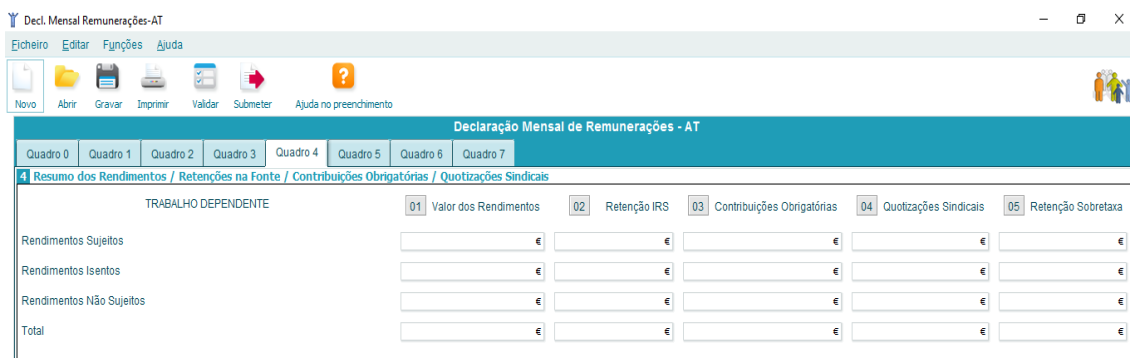 Decl. Mensal Remunerações-AT
Ficheiro Editar Funções Ajuda
Novo Abrir Gravar Imprimir Validar Submeter ? Ajuda no preenchimento
Declaração Mensal de Remunerações - AT
Quadro 0 Quadro 1 Quadro 2 Quadro 3 Quadro 4 Quadro 5 Quadro 6 Quadro 7
4 Resumo dos Rendimentos / Retenções na Fonte / Contribuições Obrigatórias / Quotizações Sindicais
TRABALHO DEPENDENTE 01 Valor dos Rendimentos 02 Retenção IRS 03 Contribuições Obrigatórias 04 Quotizações Sindicais 05 Retenção Sobretaxa
Rendimentos Sujeitos € € € € €
Rendimentos Isentos € € € € €
Rendimentos Não Sujeitos € € € € €
Total € € € € €